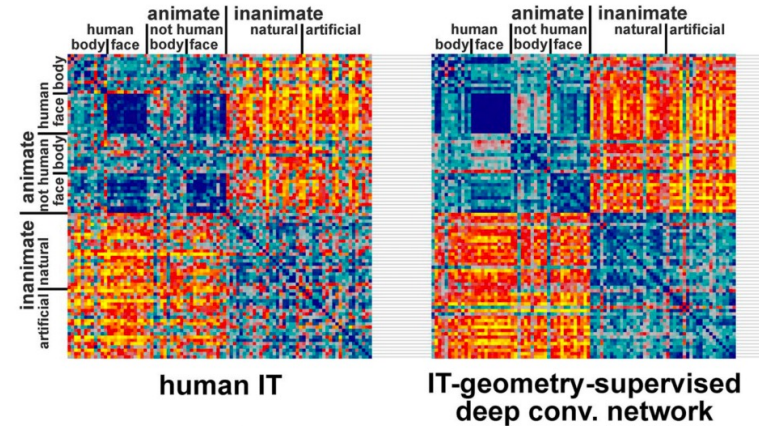 animate inanimate
human not human natural artificial
body face body face
animate inanimate
human not human natural artificial
body face body face
animate
human
body
face
not human
body
face
inanimate
natural
artificial
human IT
IT-geometry-supervised
deep conv. network